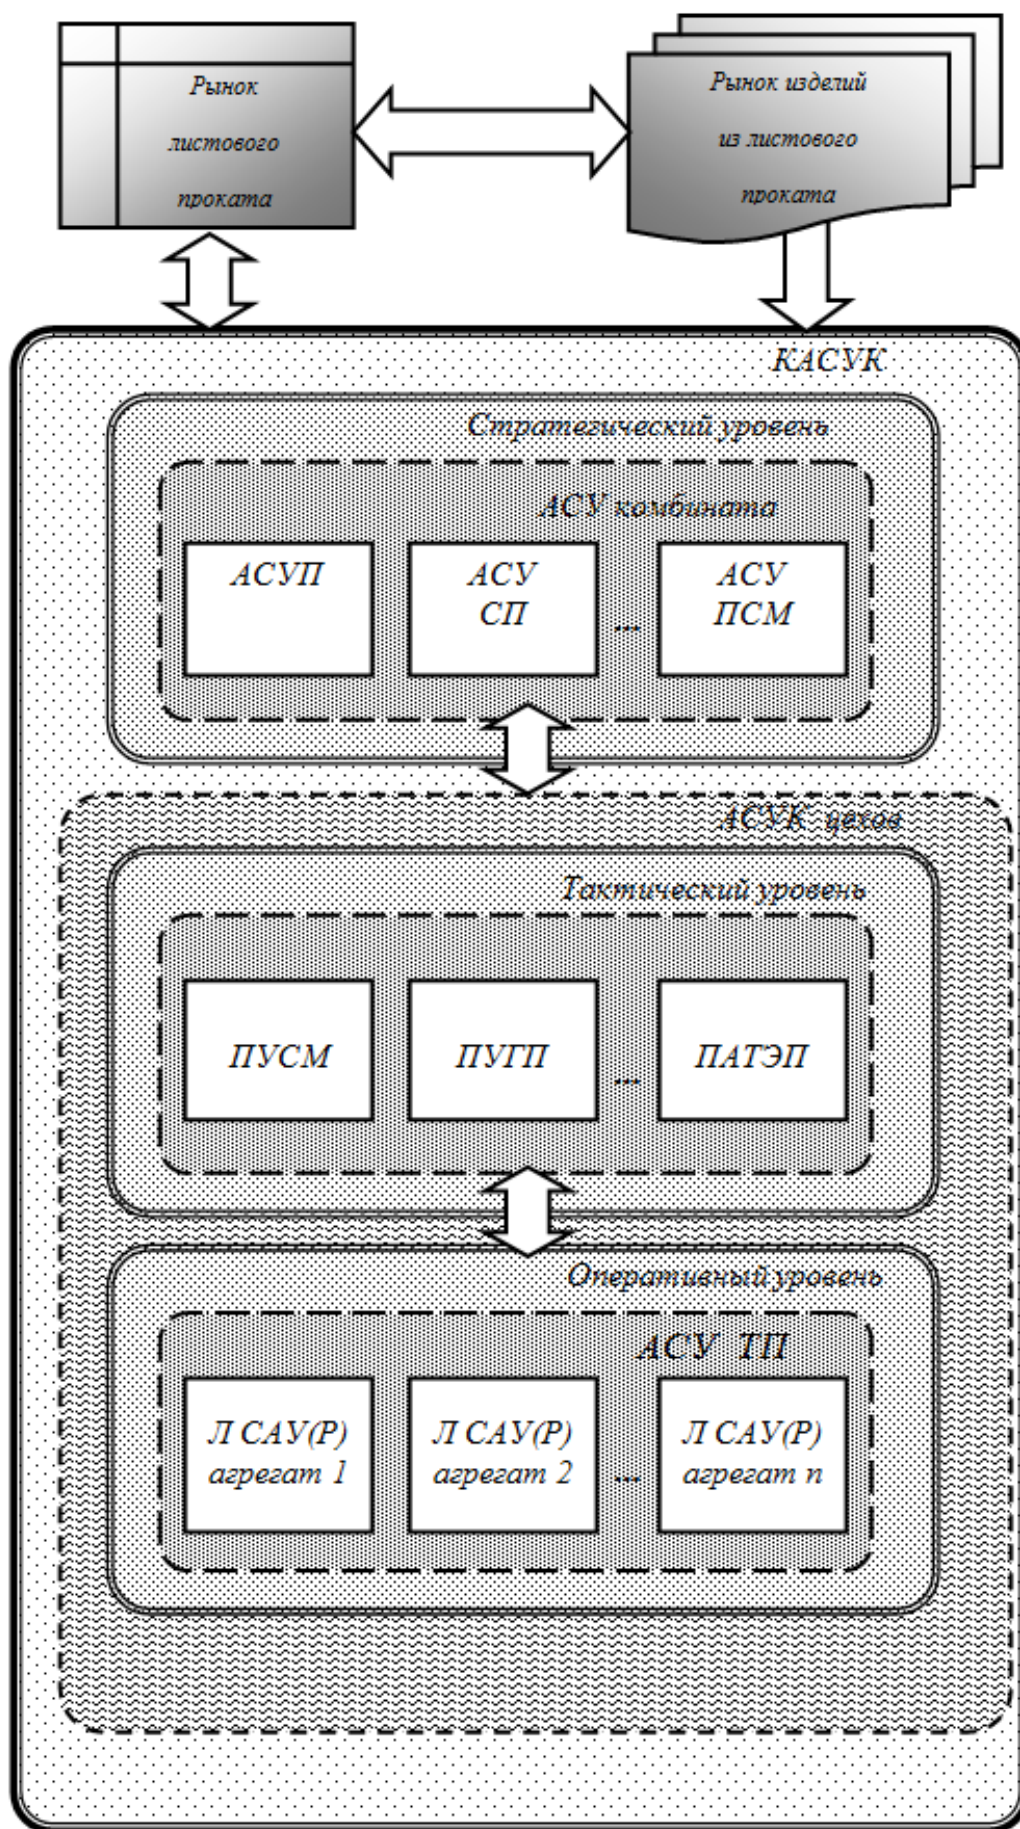 Рынок
листового
проката
Рынок изделий
из листового
проката
КАСУК
Стратегический уровень
АСУ комбината
АСУП
АСУ
СП
...
АСУ
ПСМ
АСУК цехов
Тактический уровень
ПУСМ
ПУГП
...
ПАТЭП
Оперативный уровень
АСУ ТП
Л САУ(Р)
агрегат 1
Л САУ(Р)
агрегат 2
...
Л САУ(Р)
агрегат n